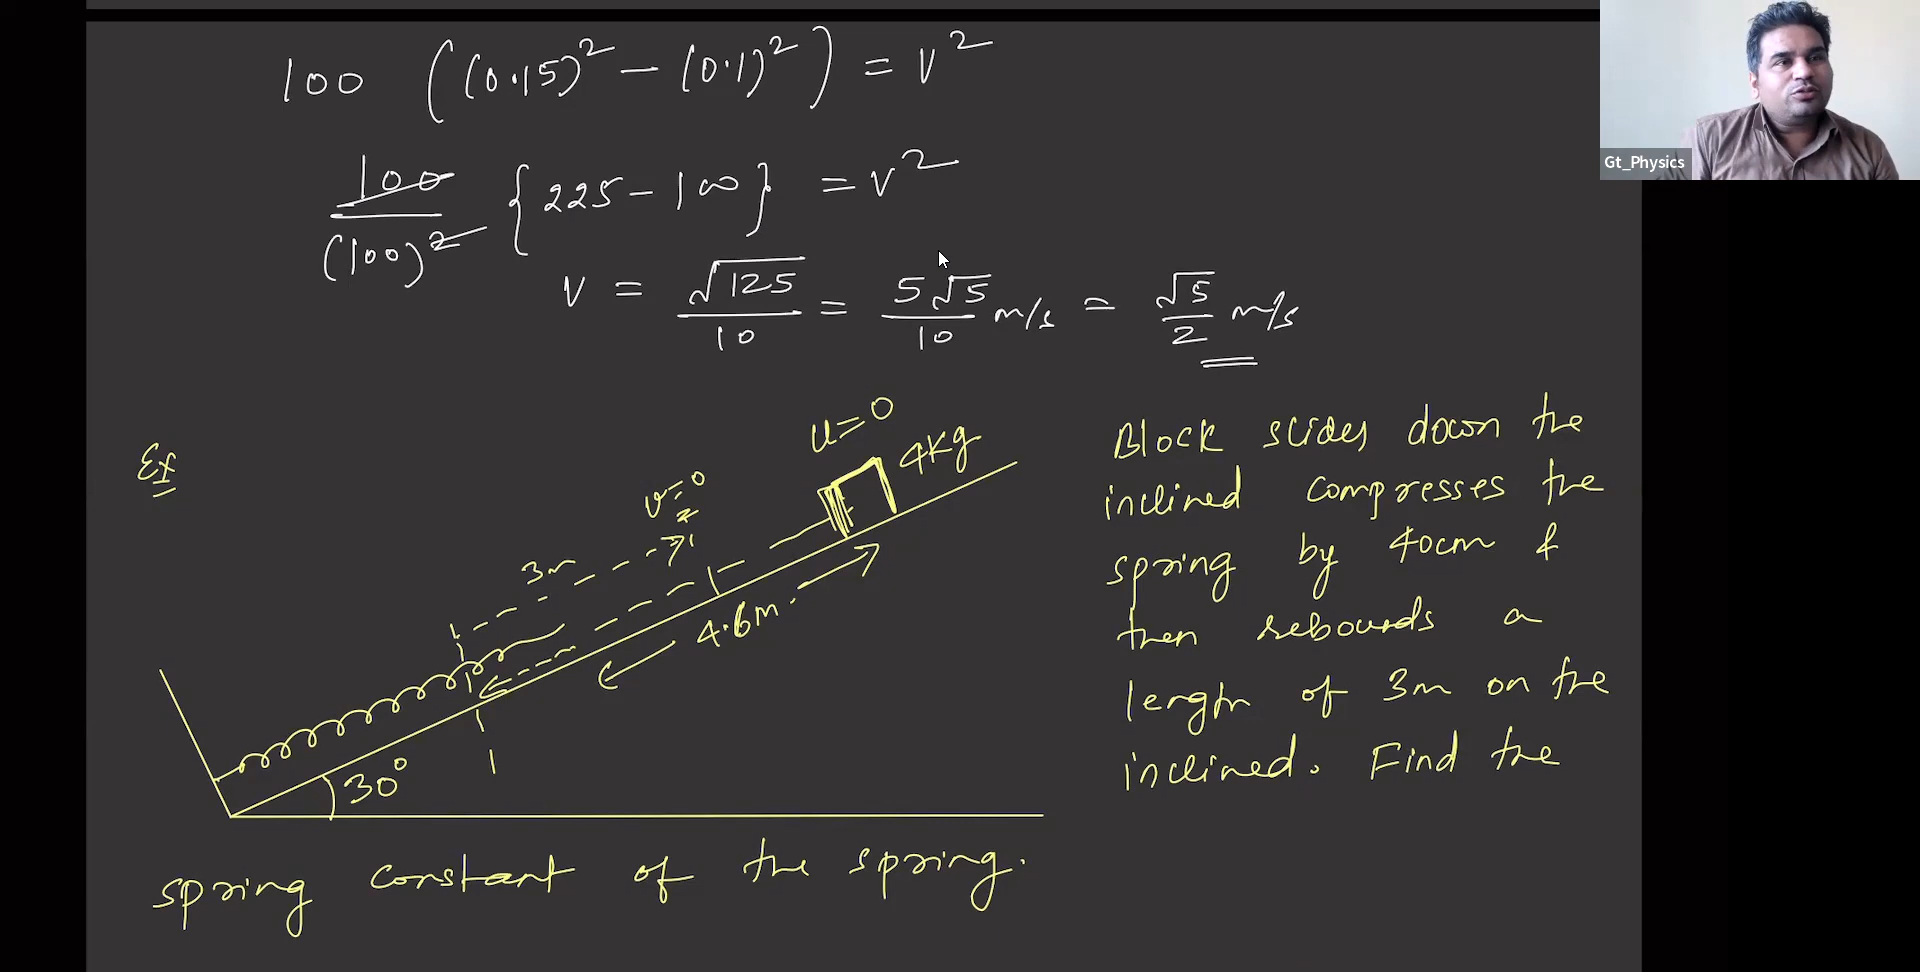 100 ((0.15)² − (0.1)²) = v²
Gt_Physics
100/(100)² {225 − 100} = v²
v = √125/10 = 5√5/10 m/s = √5/2 m/s
Ex
u=0
4kg
v=0
3m
4.6m
30°
Block slides down the
inclined compresses the
spring by 40cm &
then rebounds a
length of 3m on the
inclined. Find the
spring constant of the spring.